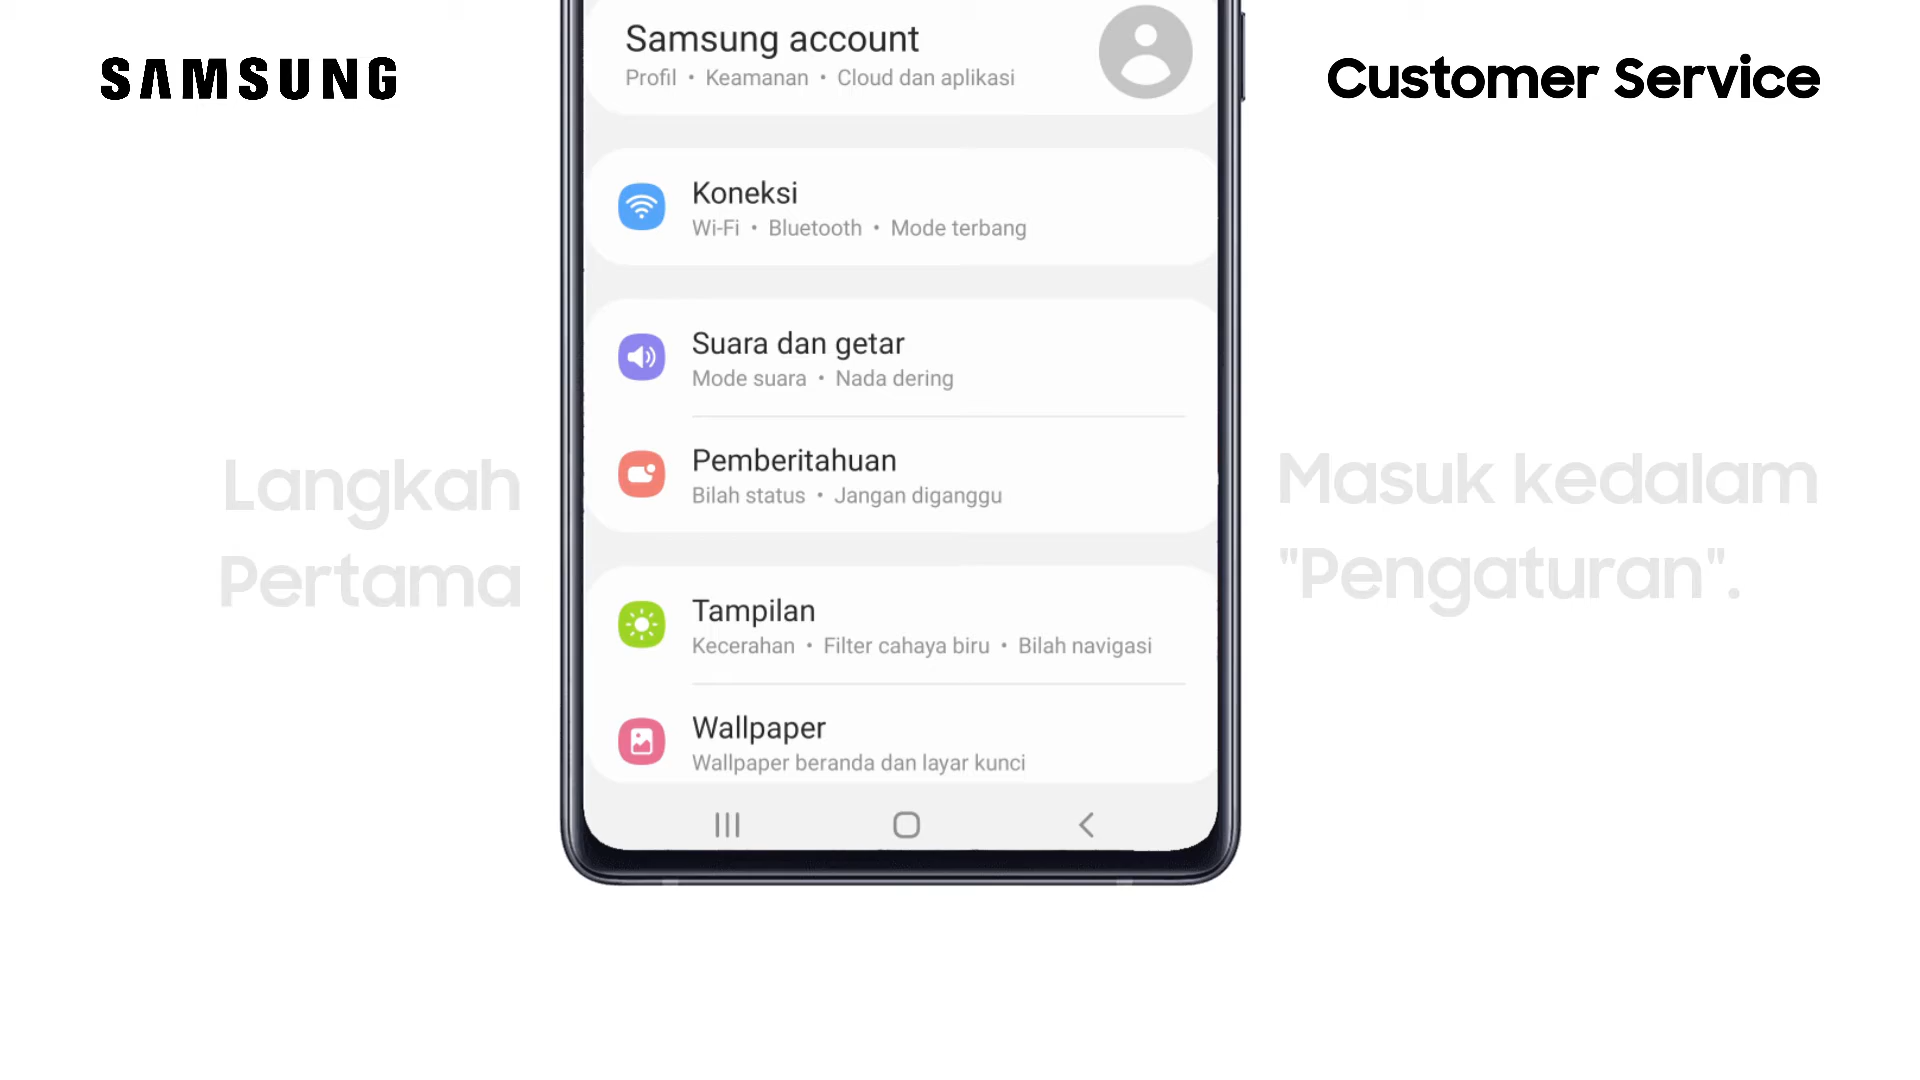 SAMSUNG
Customer Service
Samsung account
Profil • Keamanan • Cloud dan aplikasi
Koneksi
Wi-Fi • Bluetooth • Mode terbang
Suara dan getar
Mode suara • Nada dering
Pemberitahuan
Bilah status • Jangan diganggu
Tampilan
Kecerahan • Filter cahaya biru • Bilah navigasi
Wallpaper
Wallpaper beranda dan layar kunci
Langkah
Pertama
Masuk kedalam
"Pengaturan".